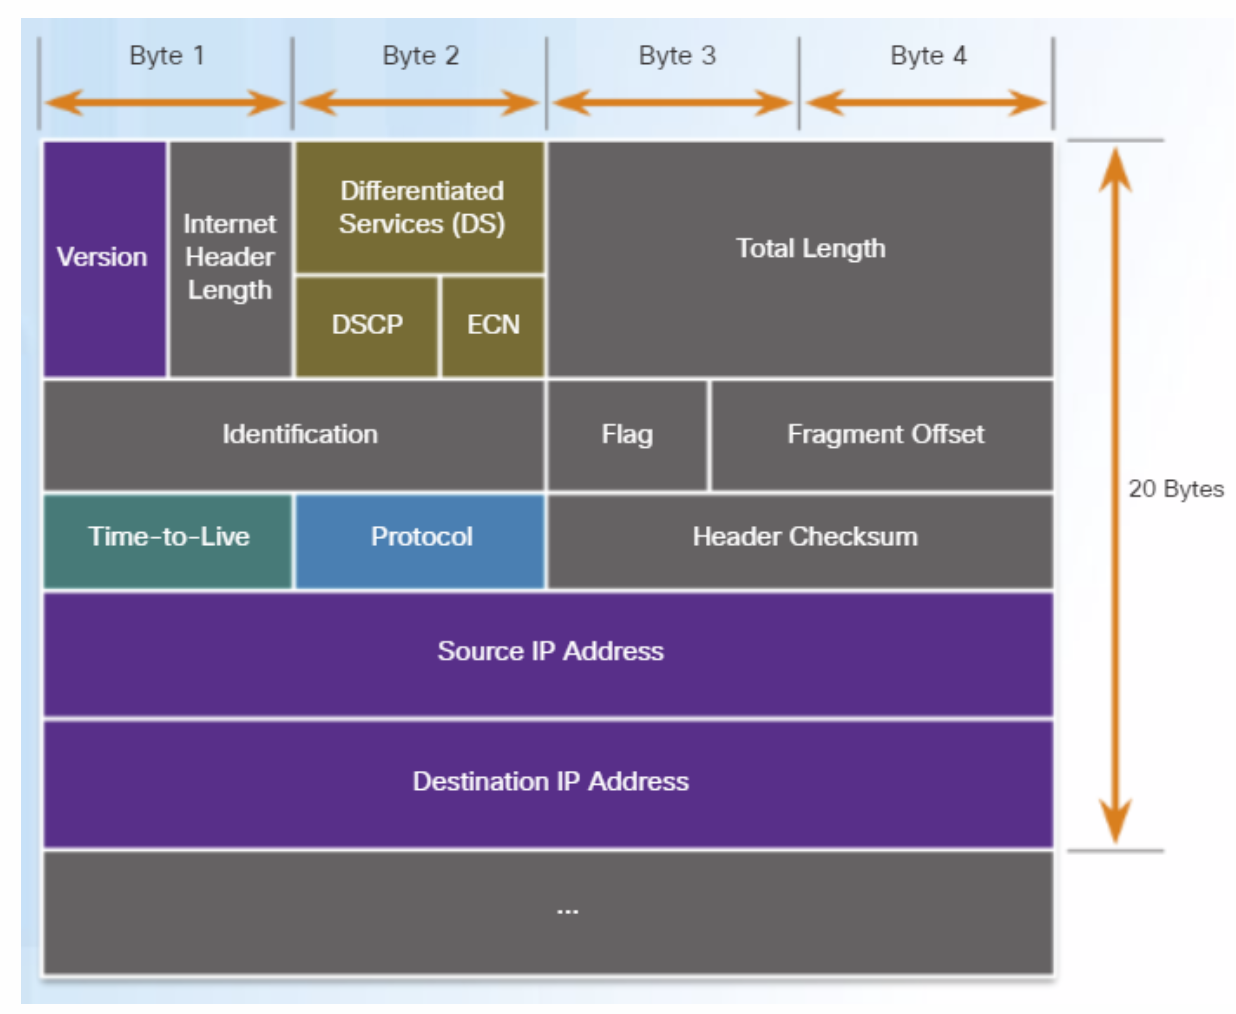 Byte 1
Byte 2
Byte 3
Byte 4
Version
Internet
Header
Length
Differentiated
Services (DS)
DSCP
ECN
Total Length
Identification
Flag
Fragment Offset
20 Bytes
Time-to-Live
Protocol
Header Checksum
Source IP Address
Destination IP Address
...